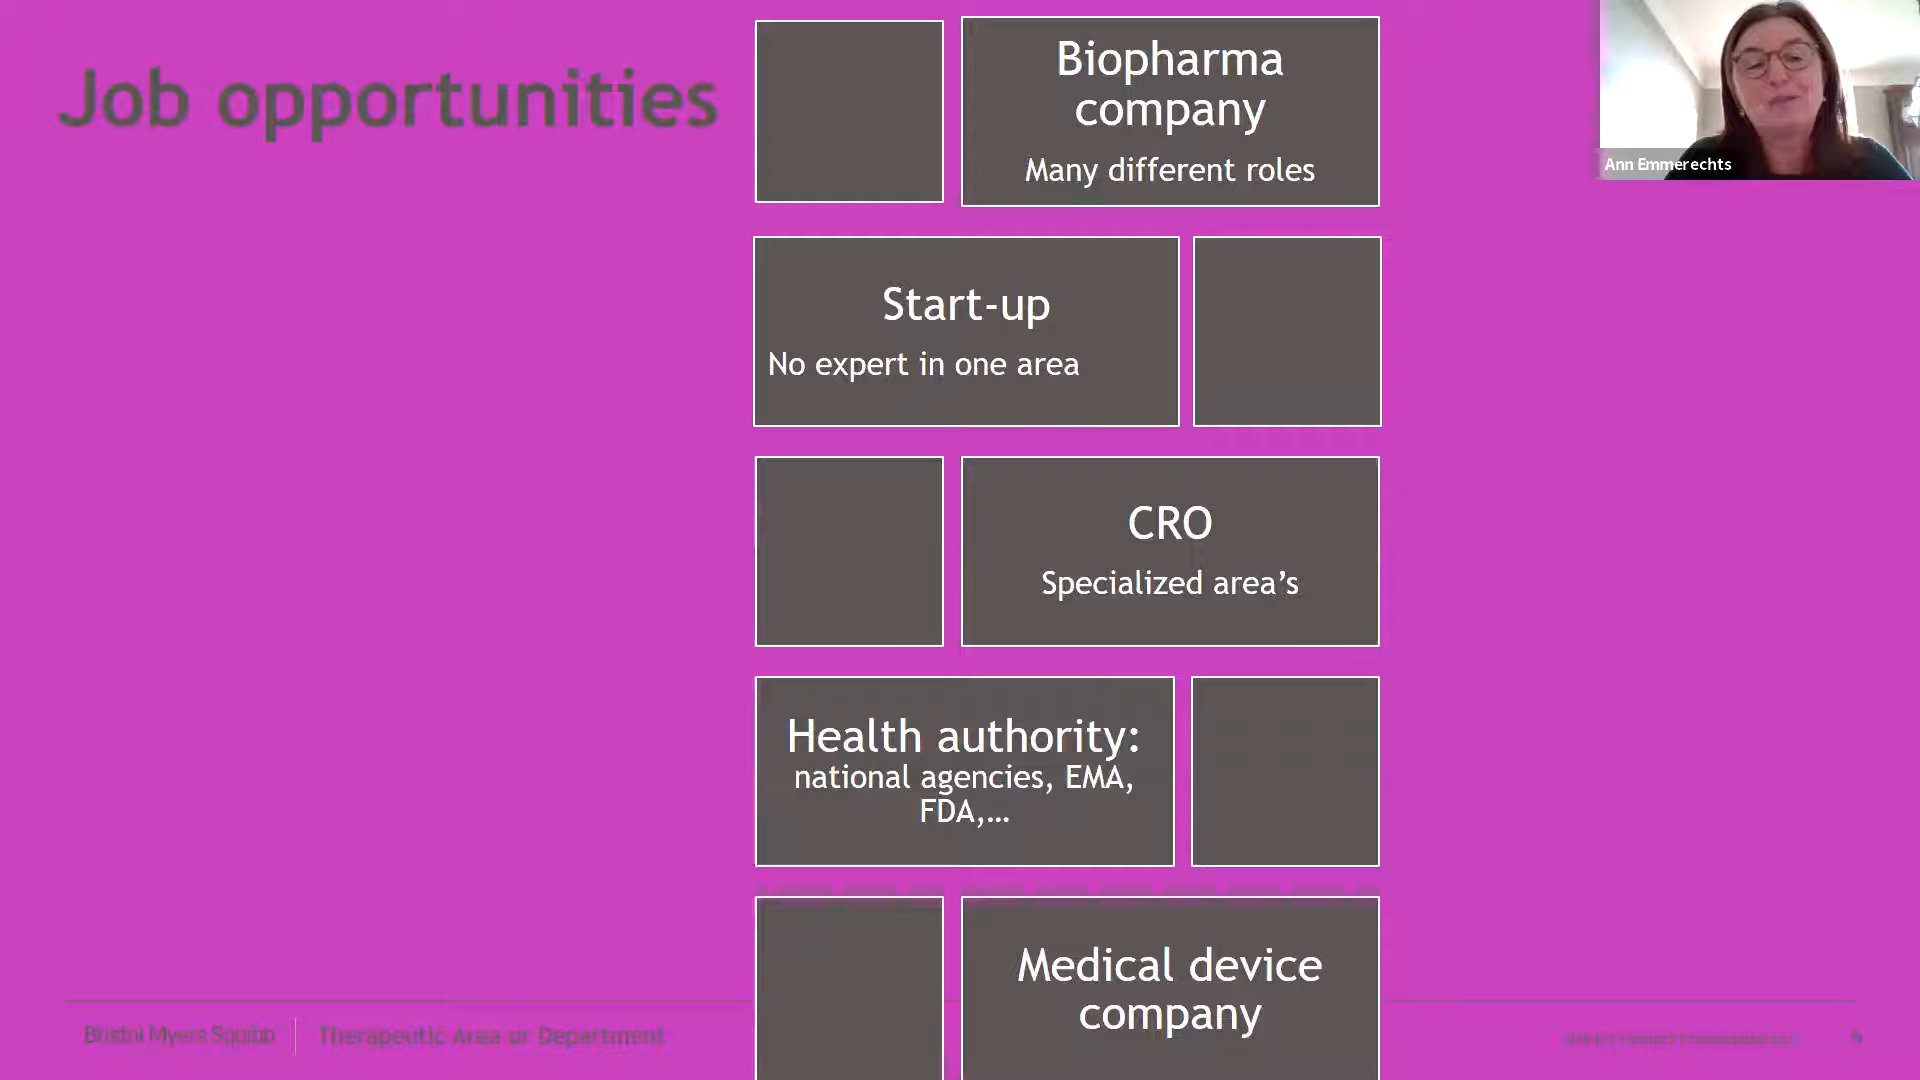 Job opportunities
Biopharma
company
Many different roles
Ann Emmerechts
Start-up
No expert in one area
CRO
Specialized area’s
Health authority:
national agencies, EMA,
FDA,…
Medical device
company
Bristol Myers Squibb
Therapeutic Area or Department